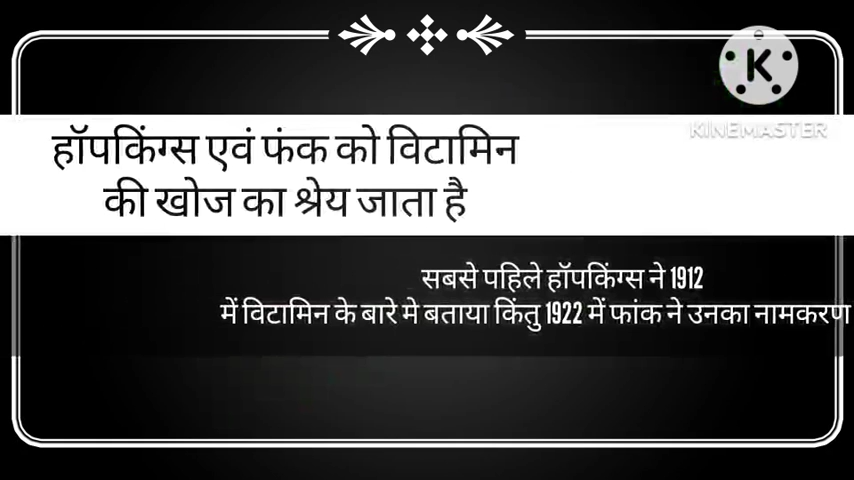 KINEMASTER
हॉपकिंग्स एवं फंक को विटामिन
की खोज का श्रेय जाता है
सबसे पहिले हॉपकिंग्स ने 1912
में विटामिन के बारे मे बताया किंतु 1922 में फांक ने उनका नामकरण